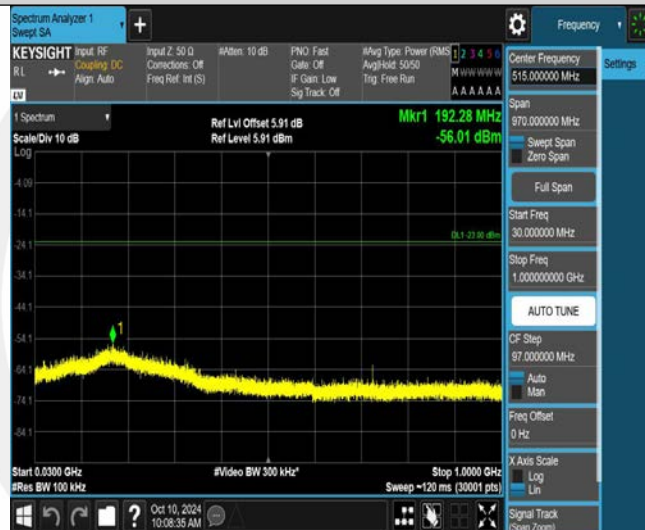 Spectrum Analyzer 1
Swept SA
+
Frequency
Settings
KEYSIGHT
RL
LXI
Input: RF
Coupling: DC
Align: Auto
Input Z: 50 Ω
Corrections: Off
Freq Ref: Int (S)
#Atten: 10 dB
PNO: Fast
Gate: Off
IF Gain: Low
Sig Track: Off
#Avg Type: Power (RMS
Avg|Hold: 50/50
Trig: Free Run
1 2 3 4 5 6
M W W W W W
A A A A A A
1 Spectrum
Scale/Div 10 dB
Log
Ref Lvl Offset 5.91 dB
Ref Level 5.91 dBm
Mkr1 192.28 MHz
-56.01 dBm
-4.09
-14.1
DL1 -23.00 dBm
-24.1
-34.1
-44.1
1
-54.1
-64.1
-74.1
-84.1
Start 0.0300 GHz
#Res BW 100 kHz
#Video BW 300 kHz*
Stop 1.0000 GHz
Sweep ~120 ms (30001 pts)
Center Frequency
515.000000 MHz
Span
970.000000 MHz
Swept Span
Zero Span
Full Span
Start Freq
30.000000 MHz
Stop Freq
1.000000000 GHz
AUTO TUNE
CF Step
97.000000 MHz
Auto
Man
Freq Offset
0 Hz
X Axis Scale
Log
Lin
Signal Track
(Span Zoom)
?
Oct 10, 2024
10:08:35 AM